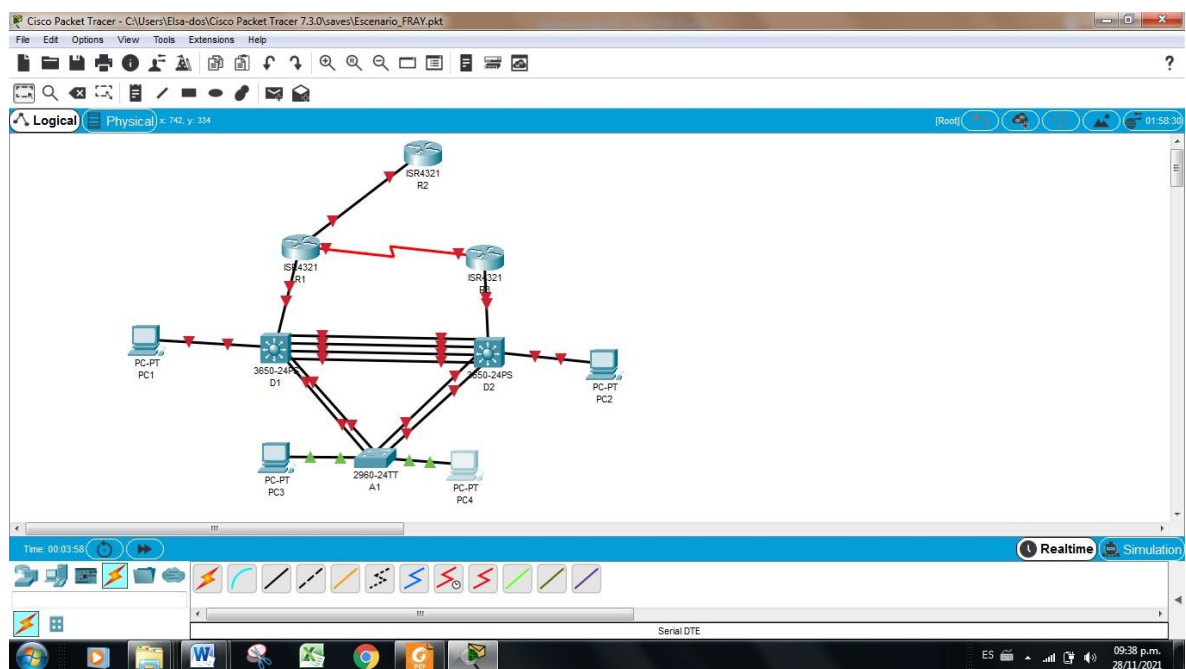 Cisco Packet Tracer - C:\Users\Elsa-dos\Cisco Packet Tracer 7.3.0\saves\Escenario_FRAY.pkt
File Edit Options View Tools Extensions Help
?
Logical Physical x: 742, y: 334 [Root] 01:58:30
ISR4321
R2
ISR4321
R1
ISR4321
R3
PC-PT
PC1
3650-24PS
D1
3650-24PS
D2
PC-PT
PC2
PC-PT
PC3
2960-24TT
A1
PC-PT
PC4
Time: 00:03:58 Realtime Simulation
Serial DTE
ES 09:38 p.m.
28/11/2021